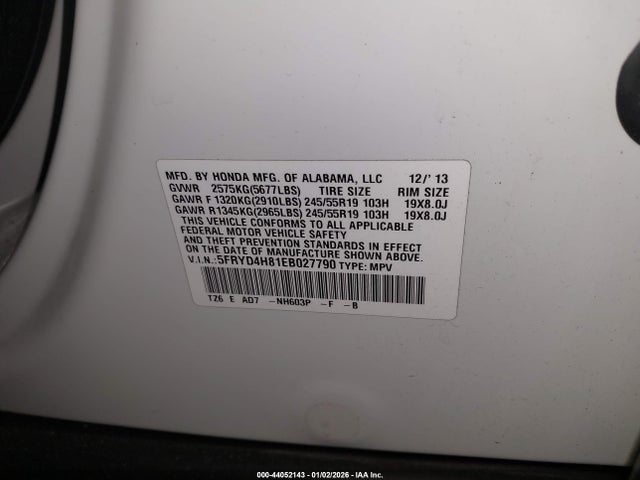 MFD. BY HONDA MFG. OF ALABAMA, LLC 12/'13
GVWR 2575KG(5677LBS) TIRE SIZE RIM SIZE
GAWR F 1320KG(2910LBS) 245/55R19 103H 19X8.0J
GAWR R1345KG(2965LBS) 245/55R19 103H 19X8.0J
THIS VEHICLE CONFORMS TO ALL APPLICABLE
FEDERAL MOTOR VEHICLE SAFETY
AND THEFT PREVENTION STANDARDS IN EFFECT
ON THE DATE OF MANUFACTURE SHOWN ABOVE.
V.I.N.:5FRYD4H81EB027790 TYPE: MPV
T26 E AD7 -NH603P -F -B
000-44052143 - 01/02/2026 - IAA Inc.